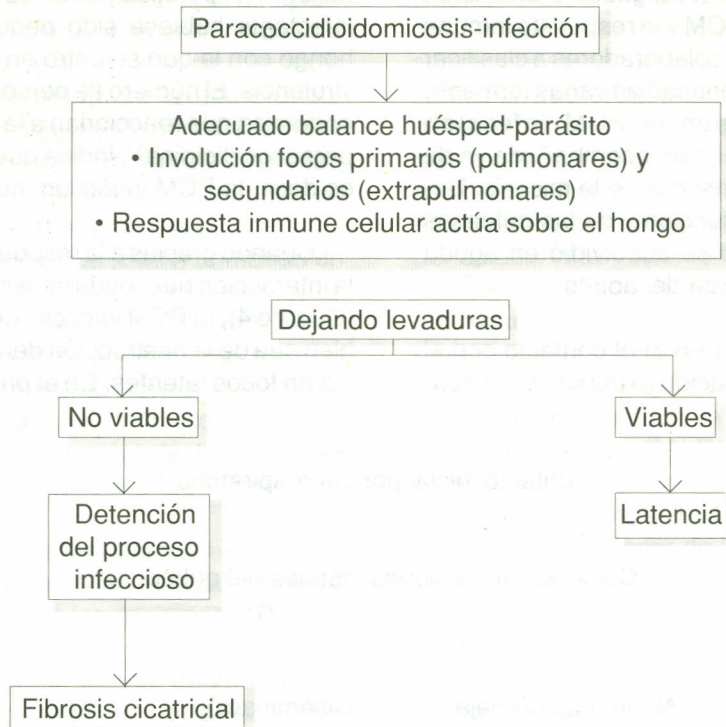 Paracoccidioidomicosis-infección
Adecuado balance huésped-parásito
• Involución focos primarios (pulmonares) y
secundarios (extrapulmonares)
• Respuesta inmune celular actúa sobre el hongo
Dejando levaduras
No viables
Viables
Detención
del proceso
infeccioso
Latencia
Fibrosis cicatricial